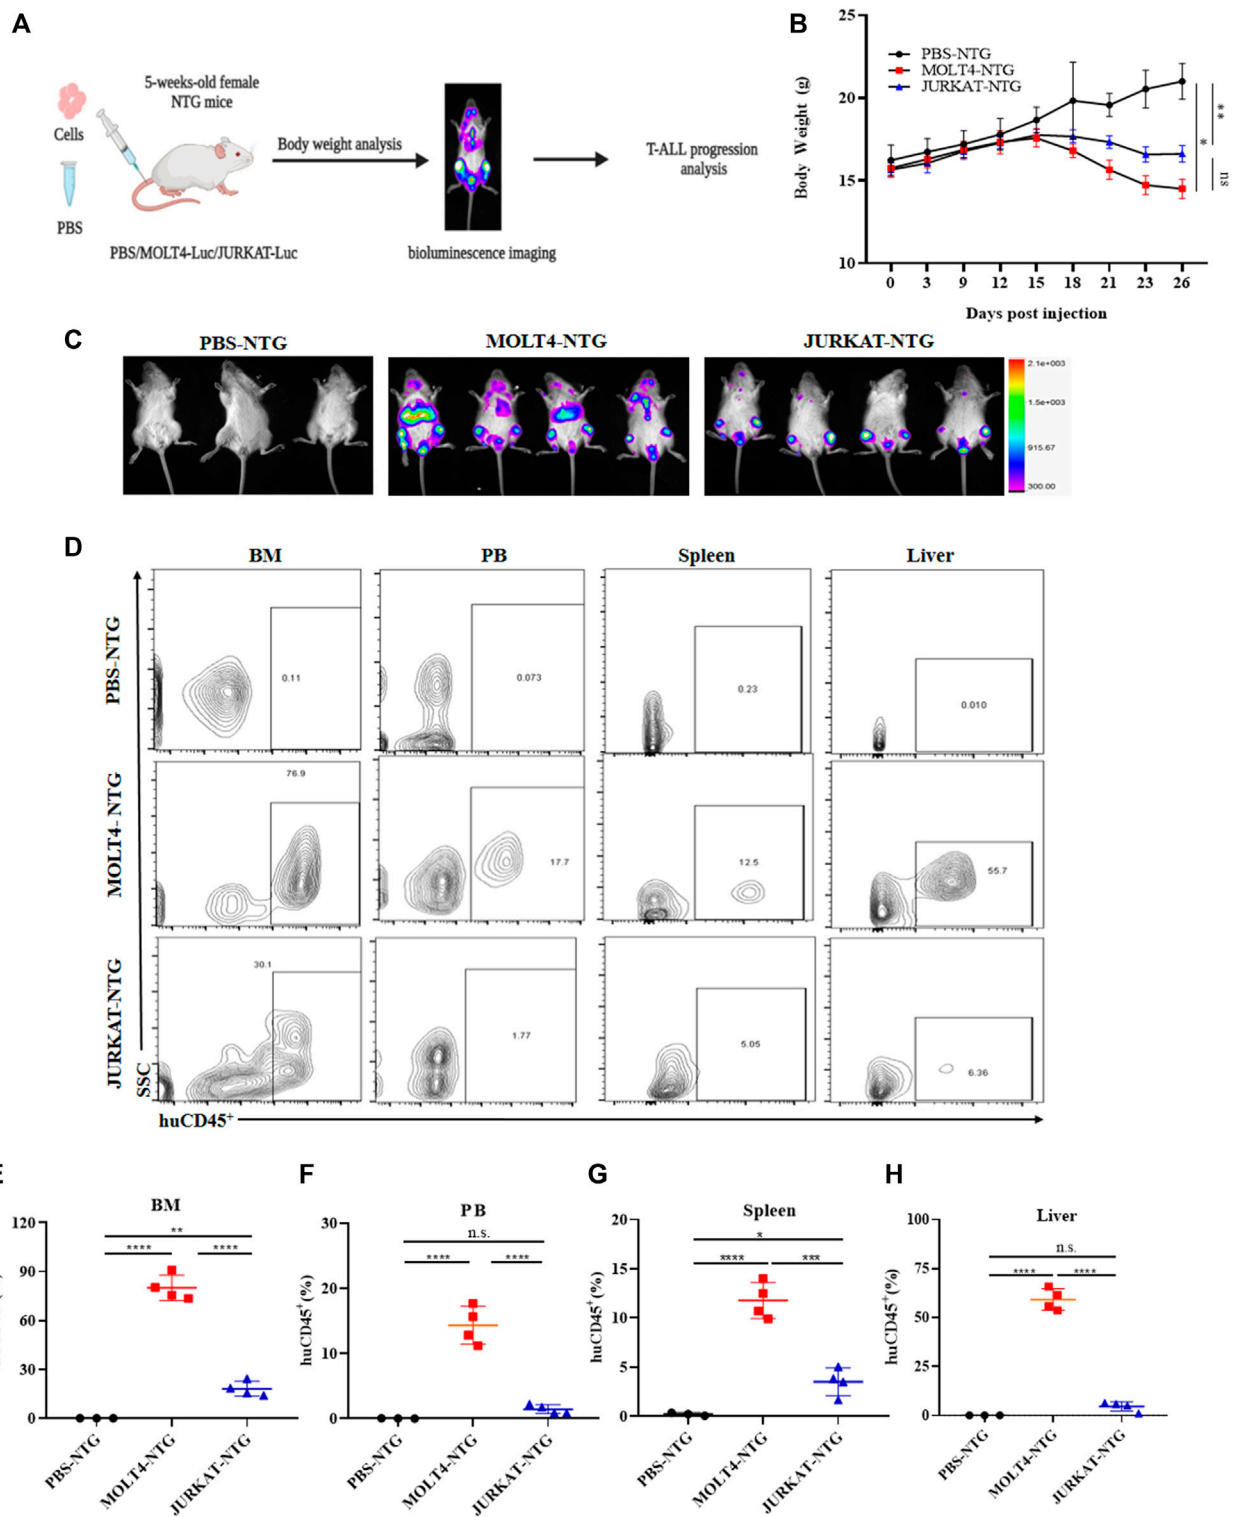 A
5-weeks-old female
NTG mice
Cells
PBS
Body weight analysis
T-ALL progression
analysis
PBS/MOLT4-Luc/JURKAT-Luc
bioluminescence imaging
B
25
20
15
10
Body Weight (g)
PBS-NTG
MOLT4-NTG
JURKAT-NTG
**
*
ns
0 3 9 12 15 18 21 23 26
Days post injection
C
PBS-NTG
MOLT4-NTG
JURKAT-NTG
2.1e+003
1.5e+003
915.67
300.00
D
BM
PB
Spleen
Liver
PBS-NTG
0.11
0.073
0.23
0.010
MOLT4- NTG
76.9
17.7
12.5
55.7
JURKAT-NTG
30.1
1.77
5.05
6.36
SSC
huCD45+
BM
120
90
60
30
0
**
****
****
PBS-NTG
MOLT4-NTG
JURKAT-NTG
F
PB
huCD45+(%)
30
20
10
0
n.s.
****
****
PBS-NTG
MOLT4-NTG
JURKAT-NTG
G
Spleen
huCD45+(%)
20
15
10
5
0
*
****
***
PBS-NTG
MOLT4-NTG
JURKAT-NTG
H
Liver
huCD45+(%)
100
75
50
25
0
n.s.
****
****
PBS-NTG
MOLT4-NTG
JURKAT-NTG